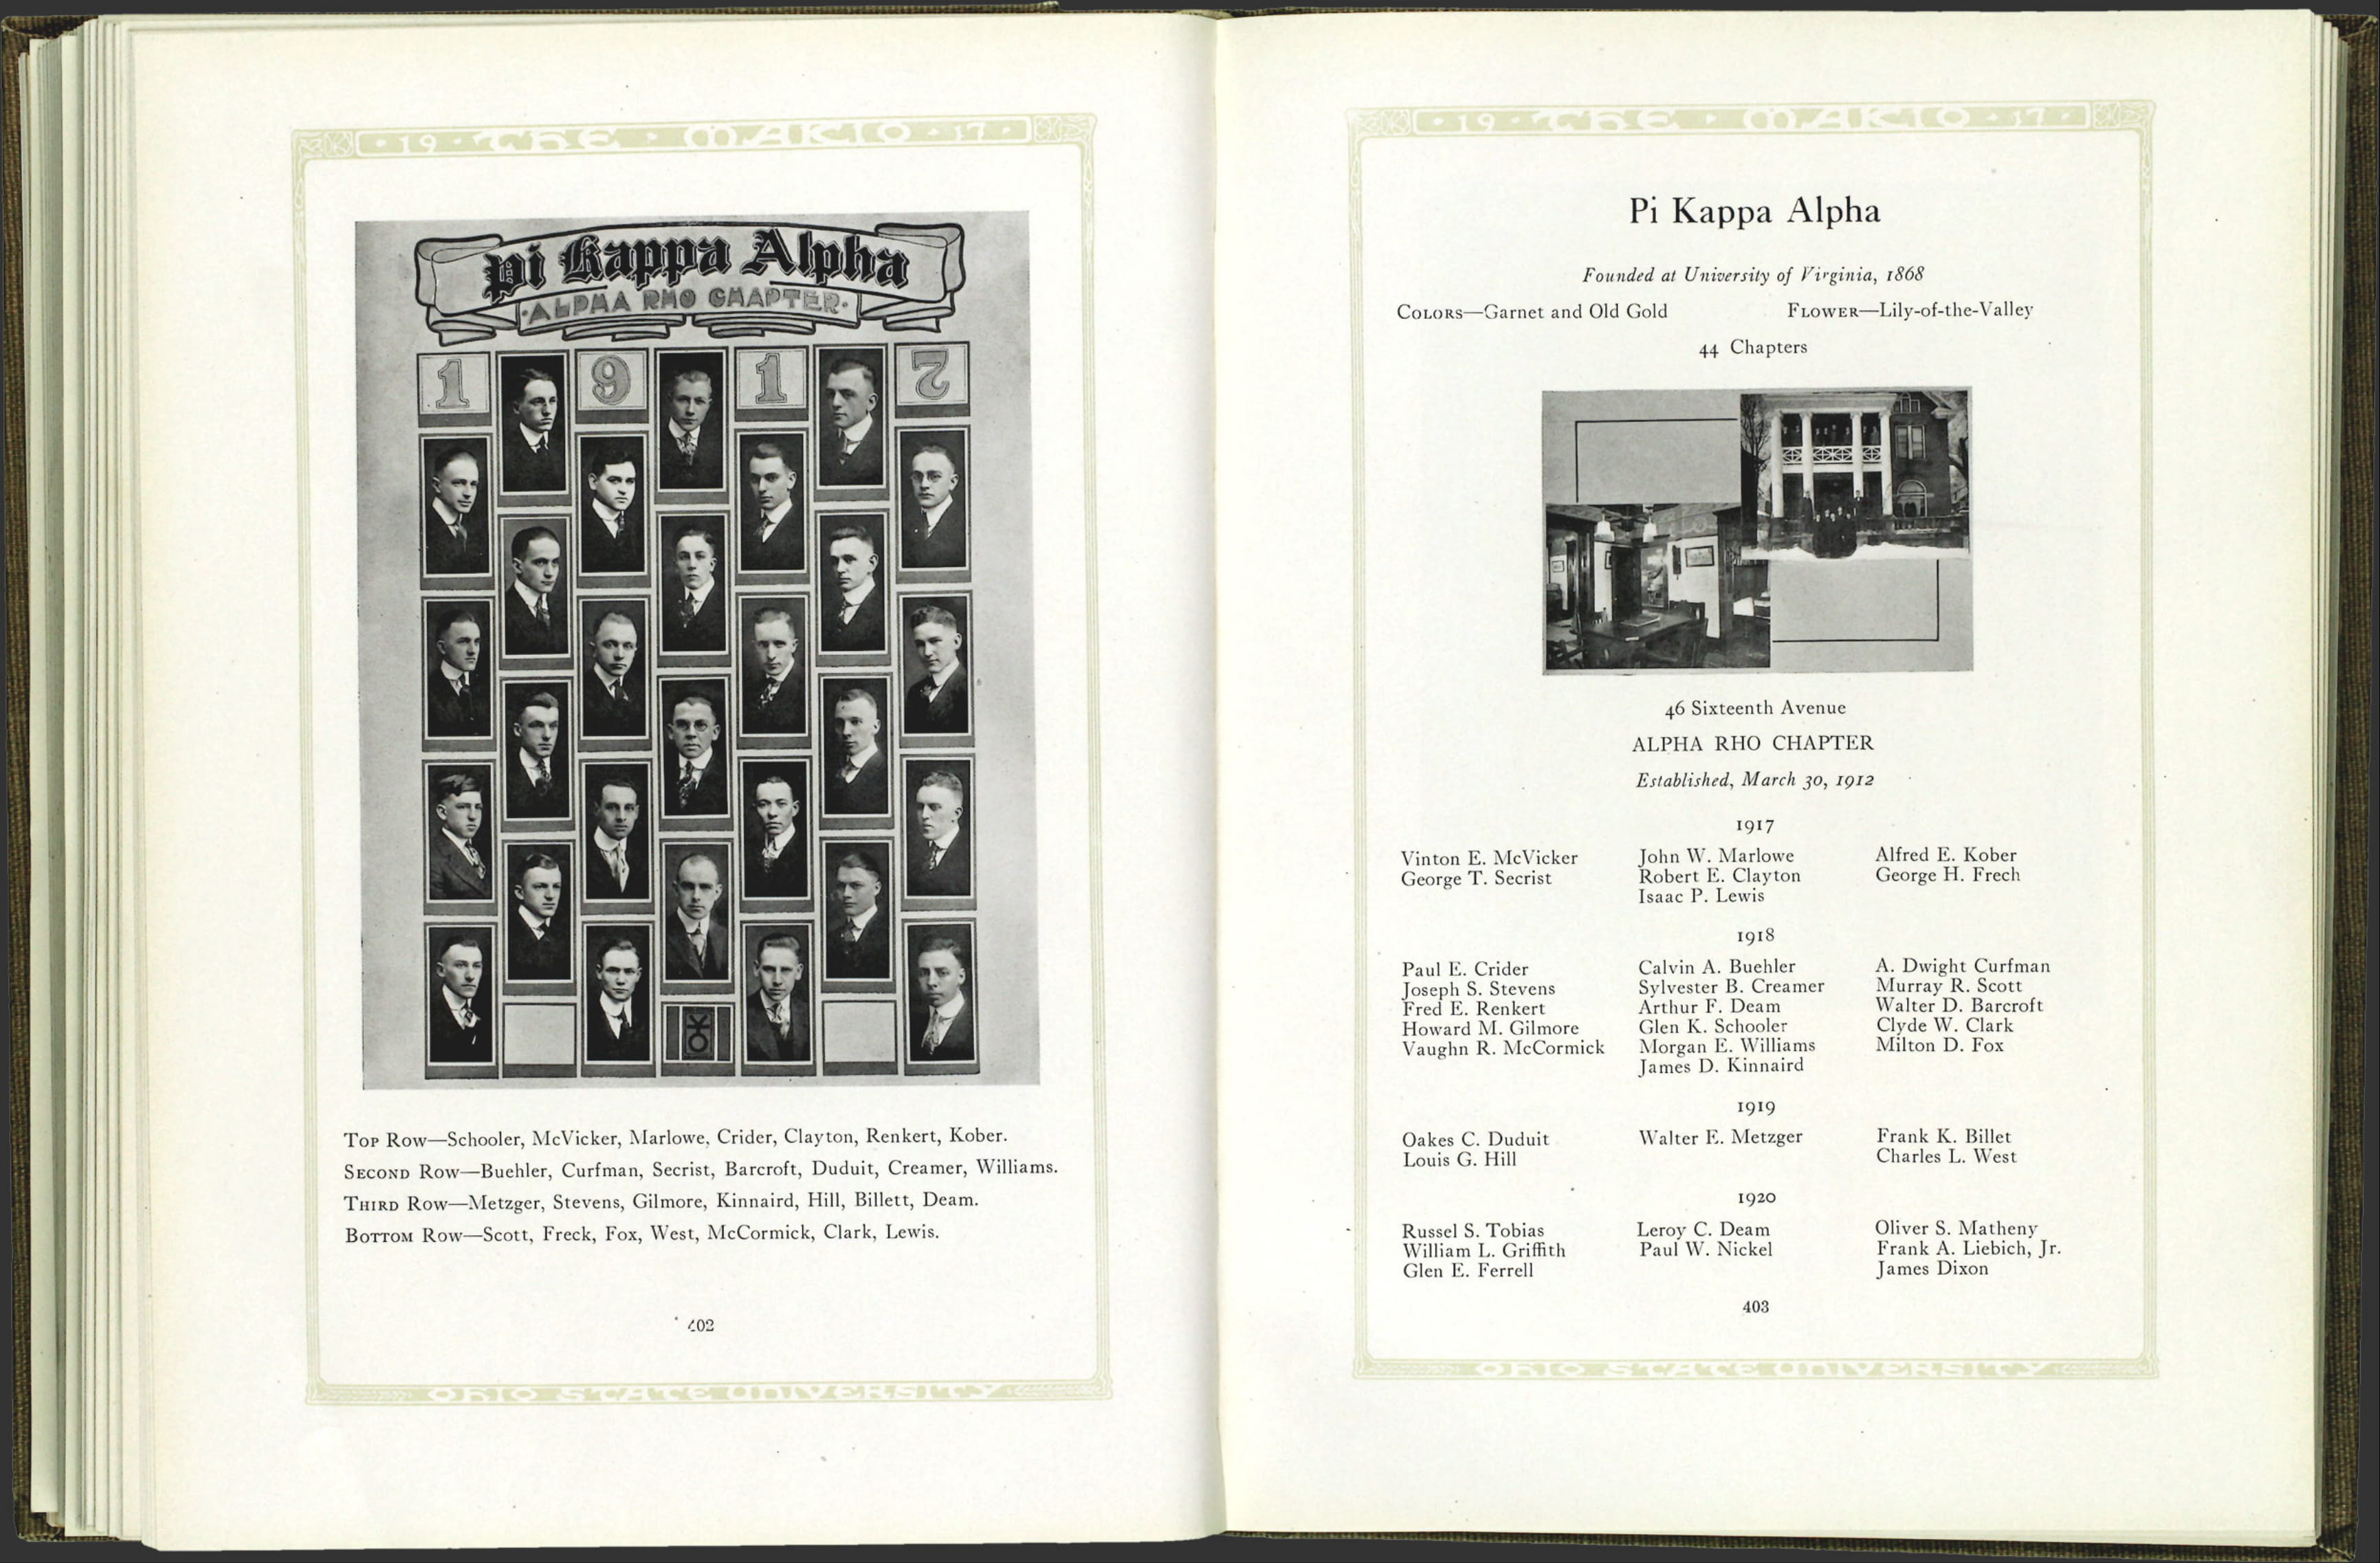 19 THE MAKIO 17
Pi Kappa Alpha
ALPHA RHO CHAPTER
1 9 1 7
TOP ROW—Schooler, McVicker, Marlowe, Crider, Clayton, Renkert, Kober.
SECOND ROW—Buehler, Curfman, Secrist, Barcroft, Duduit, Creamer, Williams.
THIRD ROW—Metzger, Stevens, Gilmore, Kinnaird, Hill, Billett, Deam.
BOTTOM ROW—Scott, Freck, Fox, West, McCormick, Clark, Lewis.
402
OHIO STATE UNIVERSITY
19 THE MAKIO 17
Pi Kappa Alpha
Founded at University of Virginia, 1868
COLORS—Garnet and Old Gold FLOWER—Lily-of-the-Valley
44 Chapters
46 Sixteenth Avenue
ALPHA RHO CHAPTER
Established, March 30, 1912
1917
Vinton E. McVicker John W. Marlowe Alfred E. Kober
George T. Secrist Robert E. Clayton George H. Frech
Isaac P. Lewis
1918
Paul E. Crider Calvin A. Buehler A. Dwight Curfman
Joseph S. Stevens Sylvester B. Creamer Murray R. Scott
Fred E. Renkert Arthur F. Deam Walter D. Barcroft
Howard M. Gilmore Glen K. Schooler Clyde W. Clark
Vaughn R. McCormick Morgan E. Williams Milton D. Fox
James D. Kinnaird
1919
Oakes C. Duduit Walter E. Metzger Frank K. Billet
Louis G. Hill Charles L. West
1920
Russel S. Tobias Leroy C. Deam Oliver S. Matheny
William L. Griffith Paul W. Nickel Frank A. Liebich, Jr.
Glen E. Ferrell James Dixon
403
OHIO STATE UNIVERSITY